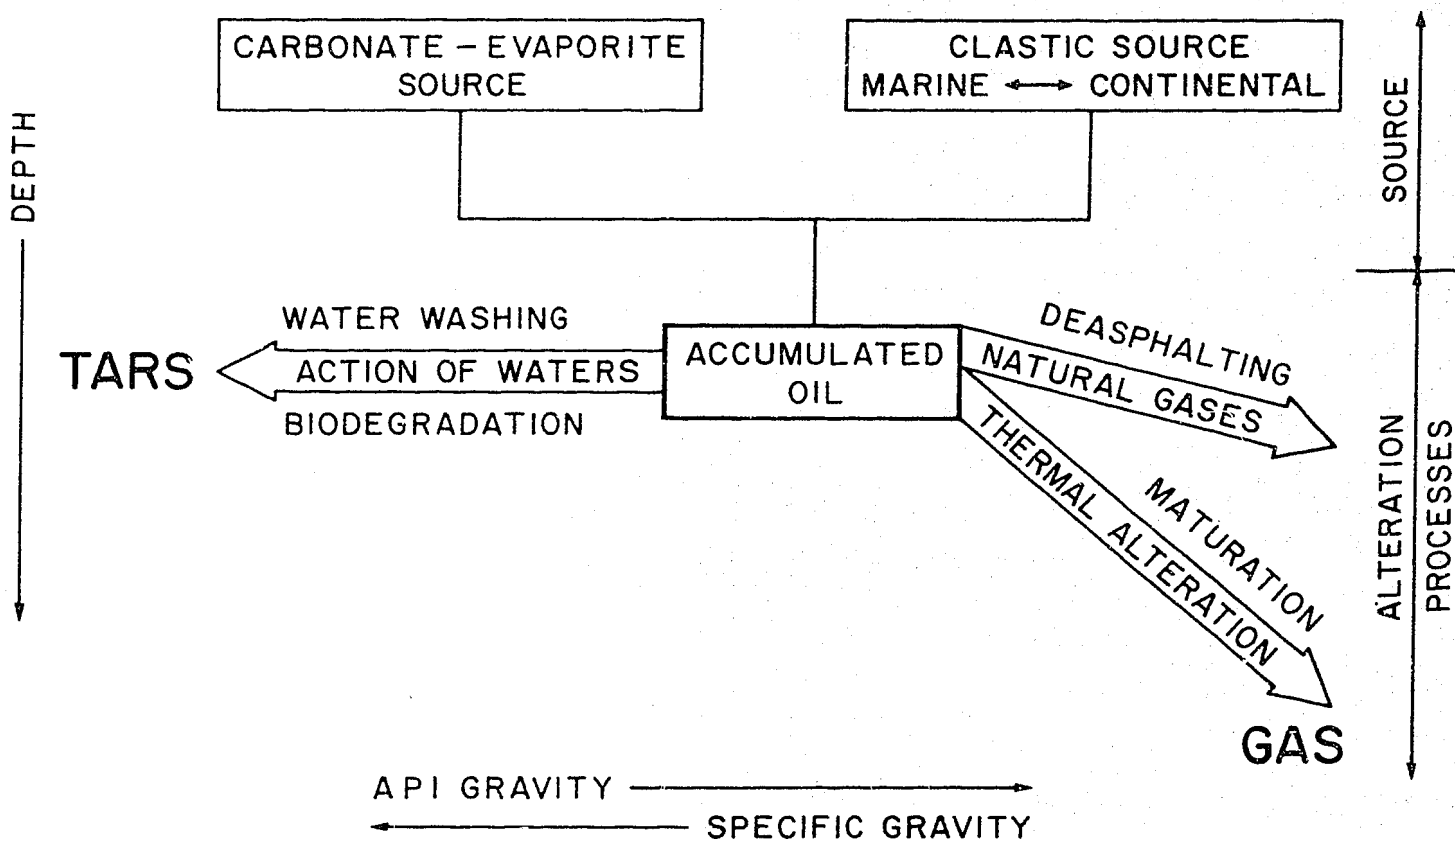 CARBONATE – EVAPORITE
SOURCE
CLASTIC SOURCE
MARINE ↔ CONTINENTAL
DEPTH
SOURCE
WATER WASHING
ACTION OF WATERS
BIODEGRADATION
TARS
ACCUMULATED
OIL
DEASPHALTING
NATURAL GASES
MATURATION
THERMAL ALTERATION
GAS
ALTERATION
PROCESSES
API GRAVITY
SPECIFIC GRAVITY